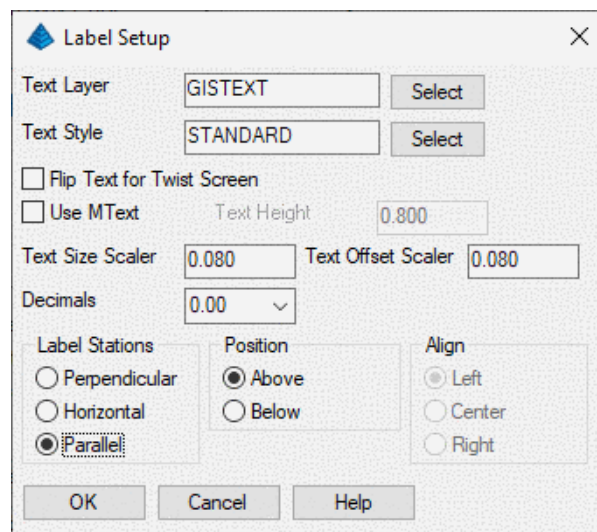 Label Setup
Text Layer GISTEXT Select
Text Style STANDARD Select
Flip Text for Twist Screen
Use MText Text Height 0.800
Text Size Scaler 0.080 Text Offset Scaler 0.080
Decimals 0.00
Label Stations Position Align
Perpendicular Above Left
Horizontal Below Center
Parallel Right
OK Cancel Help